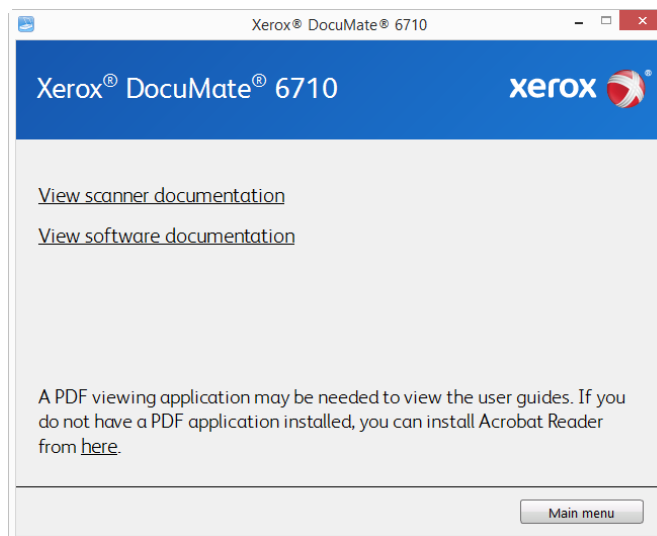 Xerox® DocuMate® 6710
Xerox® DocuMate® 6710
xerox ®
View scanner documentation
View software documentation
A PDF viewing application may be needed to view the user guides. If you
do not have a PDF application installed, you can install Acrobat Reader
from here.
Main menu